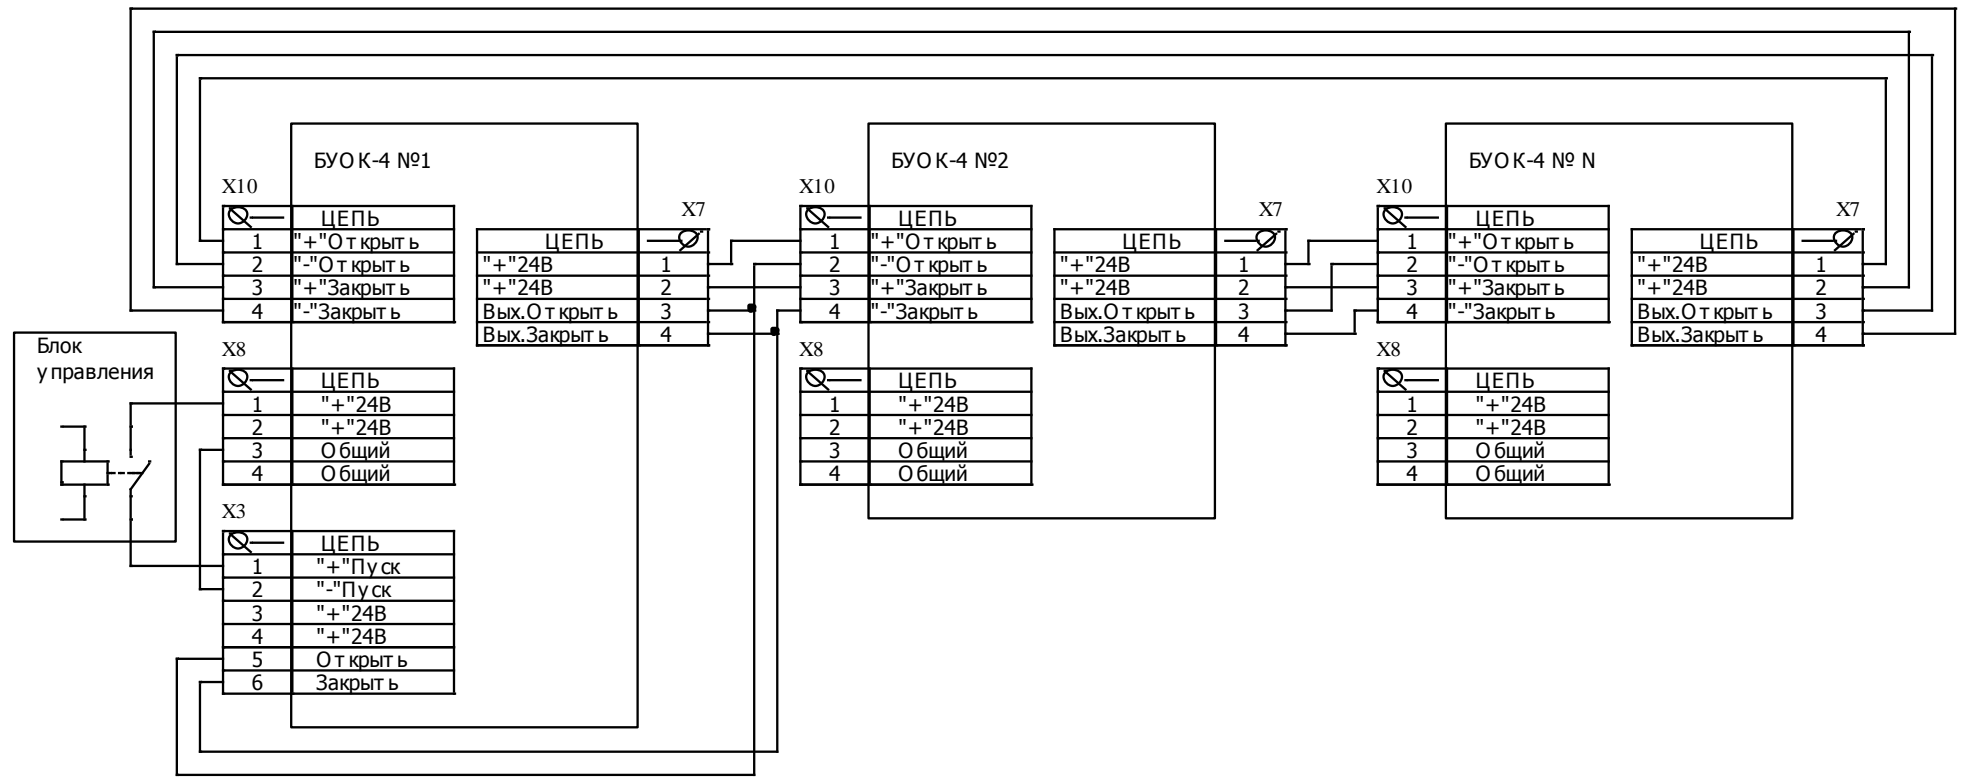 БУОК-4 №1
X10
ЦЕПЬ
1 "+"Открыть
2 "-"Открыть
3 "+"Закрыть
4 "-"Закрыть
X7
ЦЕПЬ
"+"24В 1
"+"24В 2
Вых.Открыть 3
Вых.Закрыть 4
X8
ЦЕПЬ
1 "+"24В
2 "+"24В
3 Общий
4 Общий
X3
ЦЕПЬ
1 "+"Пуск
2 "-"Пуск
3 "+"24В
4 "+"24В
5 Открыть
6 Закрыть
Блок
управления
БУОК-4 №2
X10
ЦЕПЬ
1 "+"Открыть
2 "-"Открыть
3 "+"Закрыть
4 "-"Закрыть
X7
ЦЕПЬ
"+"24В 1
"+"24В 2
Вых.Открыть 3
Вых.Закрыть 4
X8
ЦЕПЬ
1 "+"24В
2 "+"24В
3 Общий
4 Общий
БУОК-4 № N
X10
ЦЕПЬ
1 "+"Открыть
2 "-"Открыть
3 "+"Закрыть
4 "-"Закрыть
X7
ЦЕПЬ
"+"24В 1
"+"24В 2
Вых.Открыть 3
Вых.Закрыть 4
X8
ЦЕПЬ
1 "+"24В
2 "+"24В
3 Общий
4 Общий